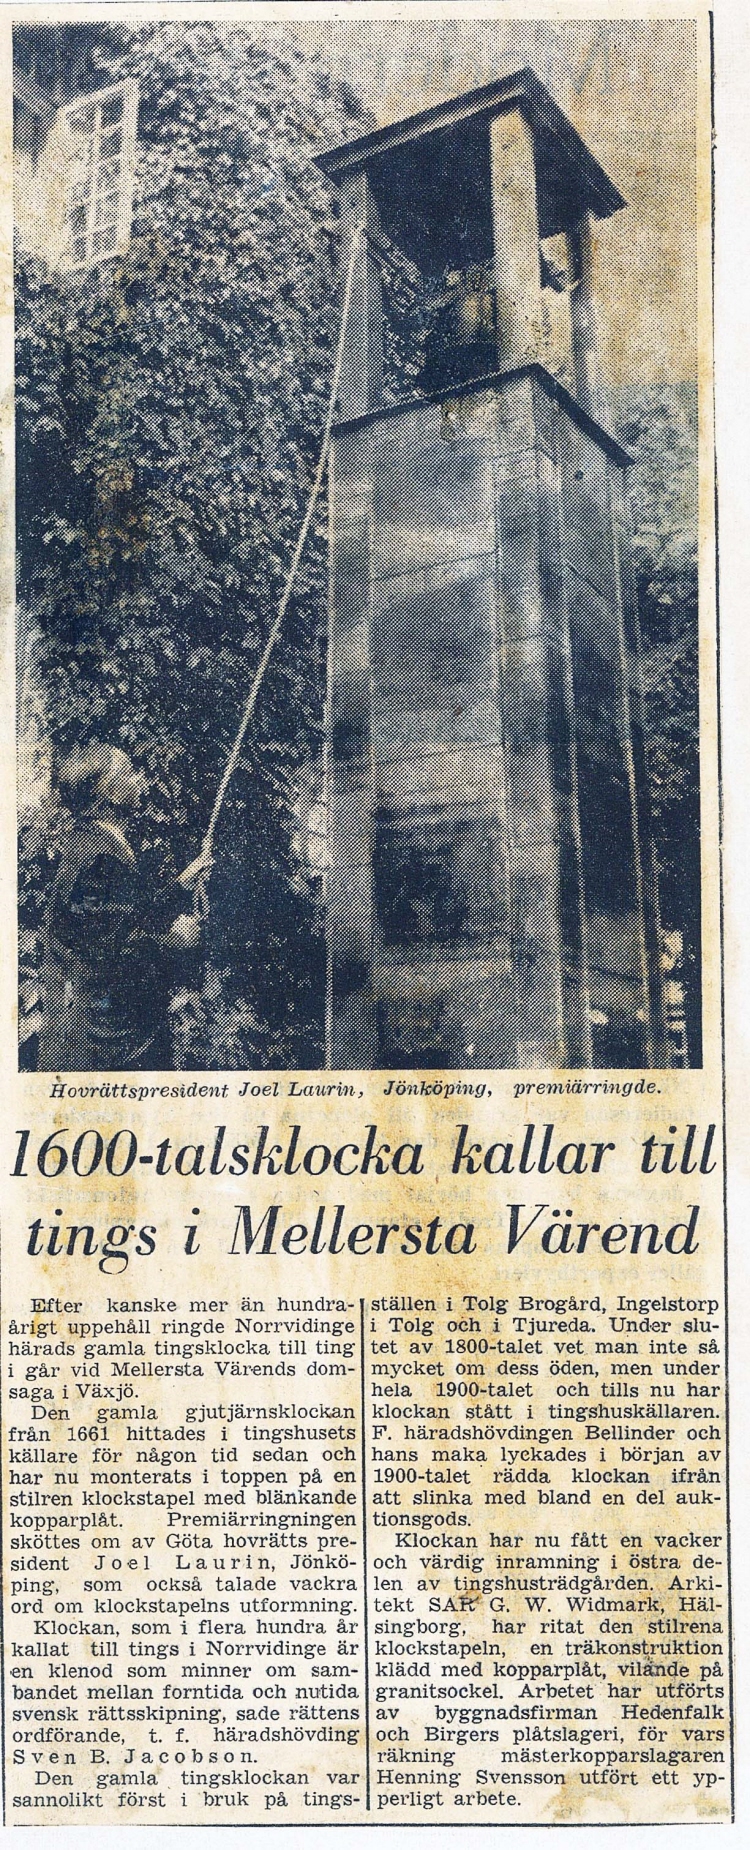 Hovrättspresident Joel Laurin, Jönköping, premiärringde.
1600-talsklocka kallar till
tings i Mellersta Värend
Efter kanske mer än hundra-
årigt uppehåll ringde Norrvidinge
härads gamla tingsklocka till ting
i går vid Mellersta Värends dom-
saga i Växjö.
Den gamla gjutjärnsklockan
från 1661 hittades i tingshusets
källare för någon tid sedan och
har nu monterats i toppen på en
stilren klockstapel med blänkande
kopparplåt. Premiärringningen
sköttes om av Göta hovrätts pre-
sident Joel Laurin, Jönkö-
ping, som också talade vackra
ord om klockstapelns utformning.
Klockan, som i flera hundra år
kallat till tings i Norrvidinge är
en klenod som minner om sam-
bandet mellan forntida och nutida
svensk rättsskipning, sade rättens
ordförande, t. f. häradshövding
Sven B. Jacobson.
Den gamla tingsklockan var
sannolikt först i bruk på tings-
ställen i Tolg Brogård, Ingelstorp
i Tolg och i Tjureda. Under slu-
tet av 1800-talet vet man inte så
mycket om dess öden, men under
hela 1900-talet och tills nu har
klockan stått i tingshuskällaren.
F. häradshövdingen Bellinder och
hans maka lyckades i början av
1900-talet rädda klockan ifrån
att slinka med bland en del auk-
tionsgods.
Klockan har nu fått en vacker
och värdig inramning i östra de-
len av tingshusträdgården. Arki-
tekt SAR G. W. Widmark, Häl-
singborg, har ritat den stilrena
klockstapeln, en träkonstruktion
klädd med kopparplåt, vilande på
granitsockel. Arbetet har utförts
av byggnadsfirman Hedenfalk
och Birgers plåtslageri, för vars
räkning mästerkopparslagaren
Henning Svensson utfört ett yp-
perligt arbete.